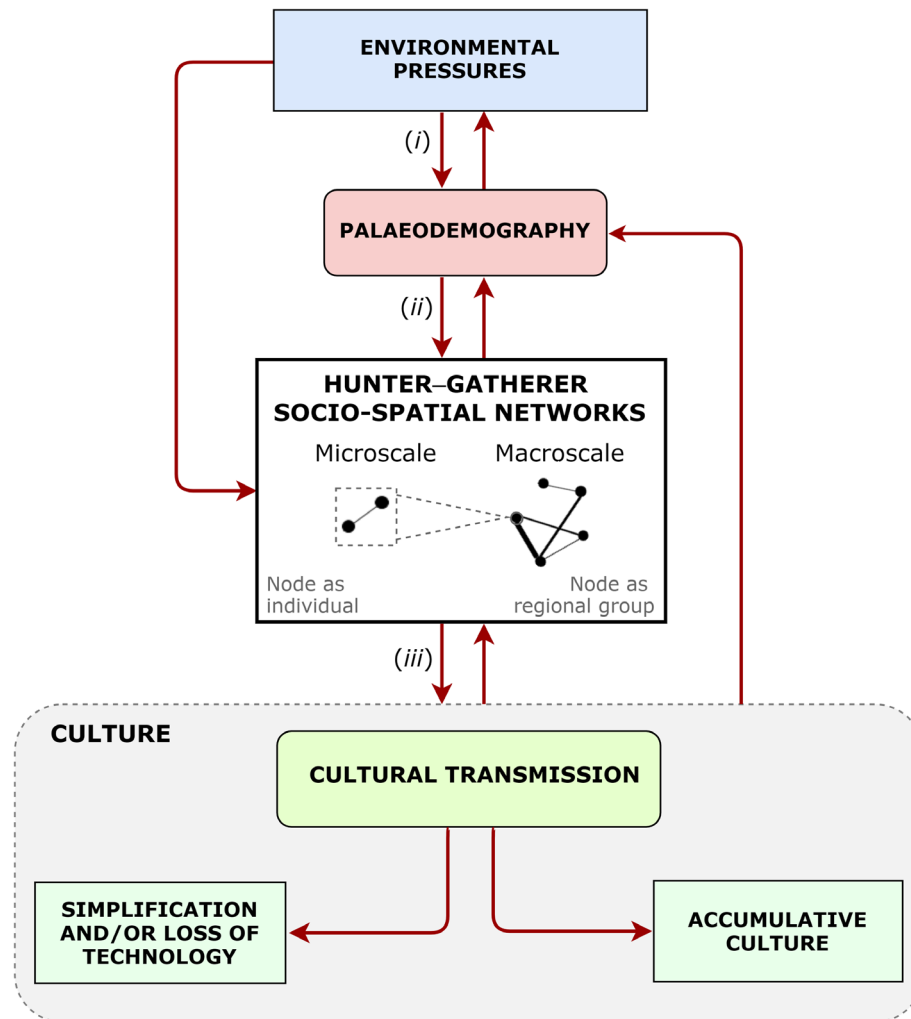 ENVIRONMENTAL
PRESSURES
(i)
PALAEODEMOGRAPHY
(ii)
HUNTER–GATHERER
SOCIO-SPATIAL NETWORKS
Microscale
Macroscale
Node as
individual
Node as
regional group
(iii)
CULTURE
CULTURAL TRANSMISSION
SIMPLIFICATION
AND/OR LOSS OF
TECHNOLOGY
ACCUMULATIVE
CULTURE